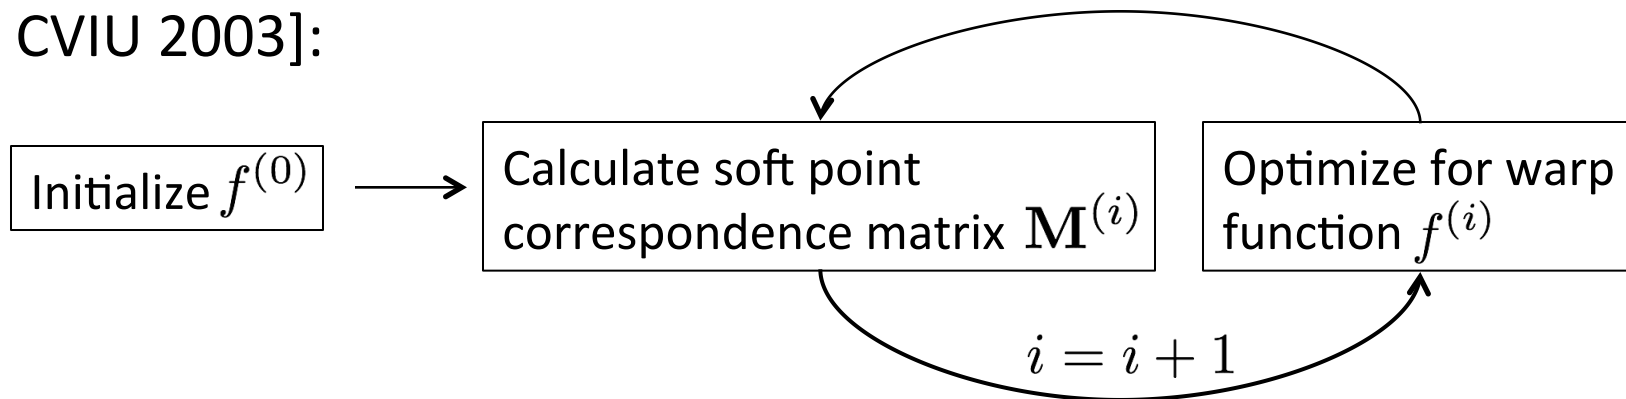 CVIU 2003]:
Initialize f^{(0)}
Calculate soft point
correspondence matrix M^{(i)}
Optimize for warp
function f^{(i)}
i = i + 1